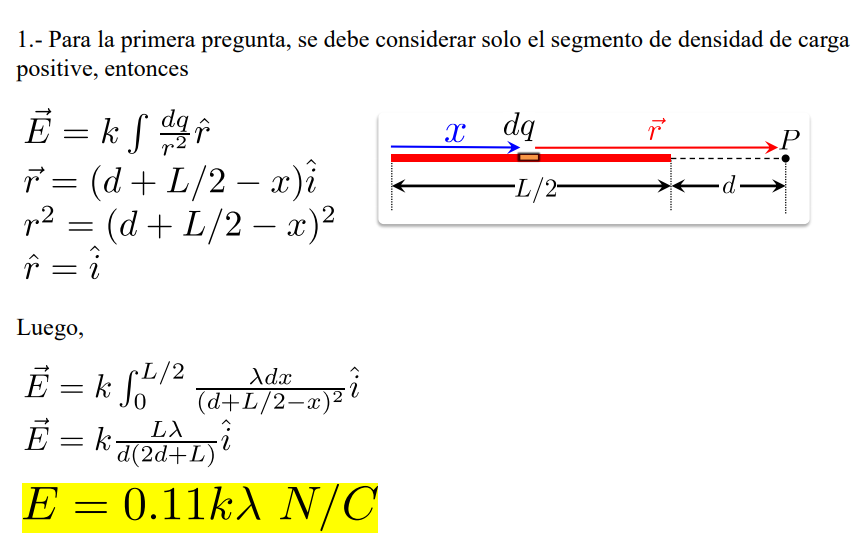 1.- Para la primera pregunta, se debe considerar solo el segmento de densidad de carga
positive, entonces
$\vec{E} = k \int \frac{dq}{r^2} \hat{r}$
$\vec{r} = (d + L/2 - x)\hat{i}$
$r^2 = (d + L/2 - x)^2$
$\hat{r} = \hat{i}$
x dq $\vec{r}$ P
L/2 d
Luego,
$\vec{E} = k \int_0^{L/2} \frac{\lambda dx}{(d+L/2-x)^2} \hat{i}$
$\vec{E} = k \frac{L\lambda}{d(2d+L)} \hat{i}$
$E = 0.11k\lambda \ N/C$